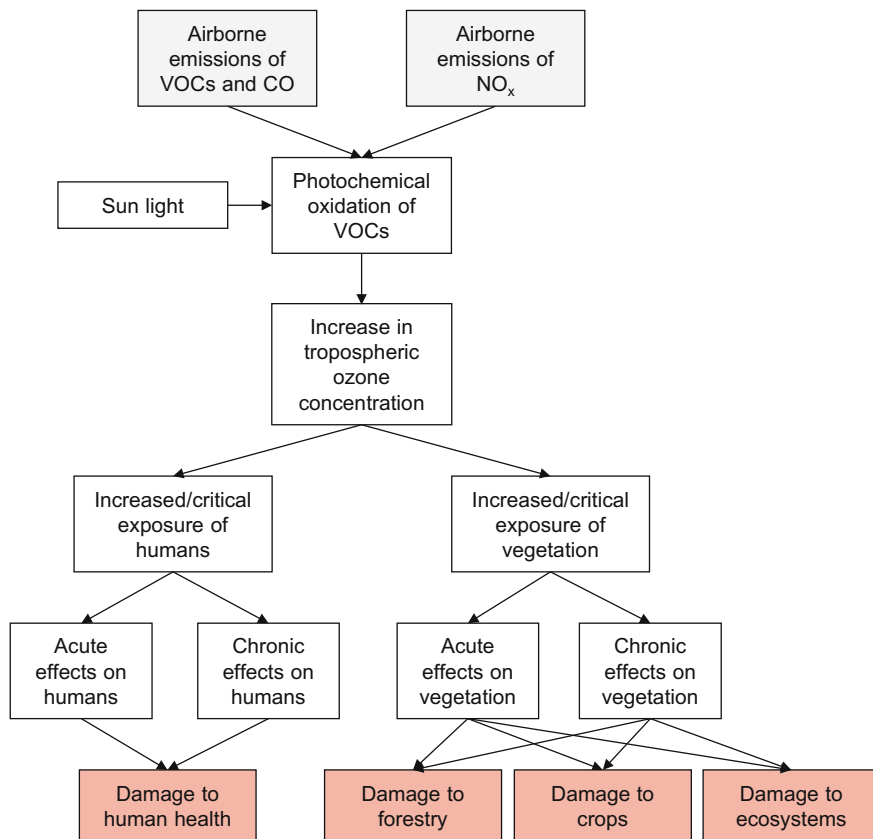 Airborne
emissions of
VOCs and CO
Airborne
emissions of
NOx
Sun light
Photochemical
oxidation of
VOCs
Increase in
tropospheric
ozone
concentration
Increased/critical
exposure of
humans
Increased/critical
exposure of
vegetation
Acute
effects on
humans
Chronic
effects on
humans
Acute
effects on
vegetation
Chronic
effects on
vegetation
Damage to
human health
Damage to
forestry
Damage to
crops
Damage to
ecosystems